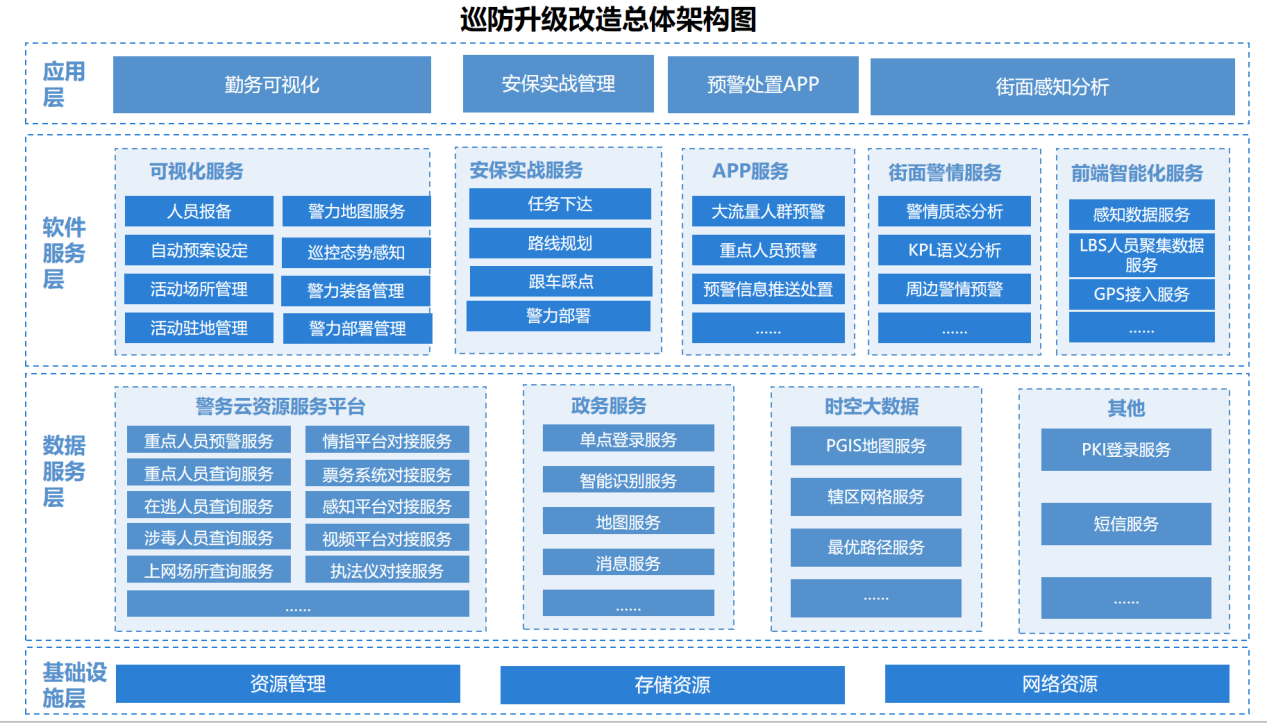 巡防升级改造总体架构图
应用
层
勤务可视化
安保实战管理
预警处置APP
街面感知分析
软件
服务
层
可视化服务
人员报备
警力地图服务
自动预案设定
巡控态势感知
活动场所管理
警力装备管理
活动驻地管理
警力部署管理
安保实战服务
任务下达
路线规划
跟车踩点
警力部署
APP服务
大流量人群预警
重点人员预警
预警信息推送处置
......
街面警情服务
警情质态分析
KPL语义分析
周边警情预警
......
前端智能化服务
感知数据服务
LBS人员聚集数据
服务
GPS接入服务
......
数据
服务
层
警务云资源服务平台
重点人员预警服务
情指平台对接服务
重点人员查询服务
票务系统对接服务
在逃人员查询服务
感知平台对接服务
涉毒人员查询服务
视频平台对接服务
上网场所查询服务
执法仪对接服务
......
政务服务
单点登录服务
智能识别服务
地图服务
消息服务
......
时空大数据
PGIS地图服务
辖区网格服务
最优路径服务
......
其他
PKI登录服务
短信服务
......
基础设
施层
资源管理
存储资源
网络资源